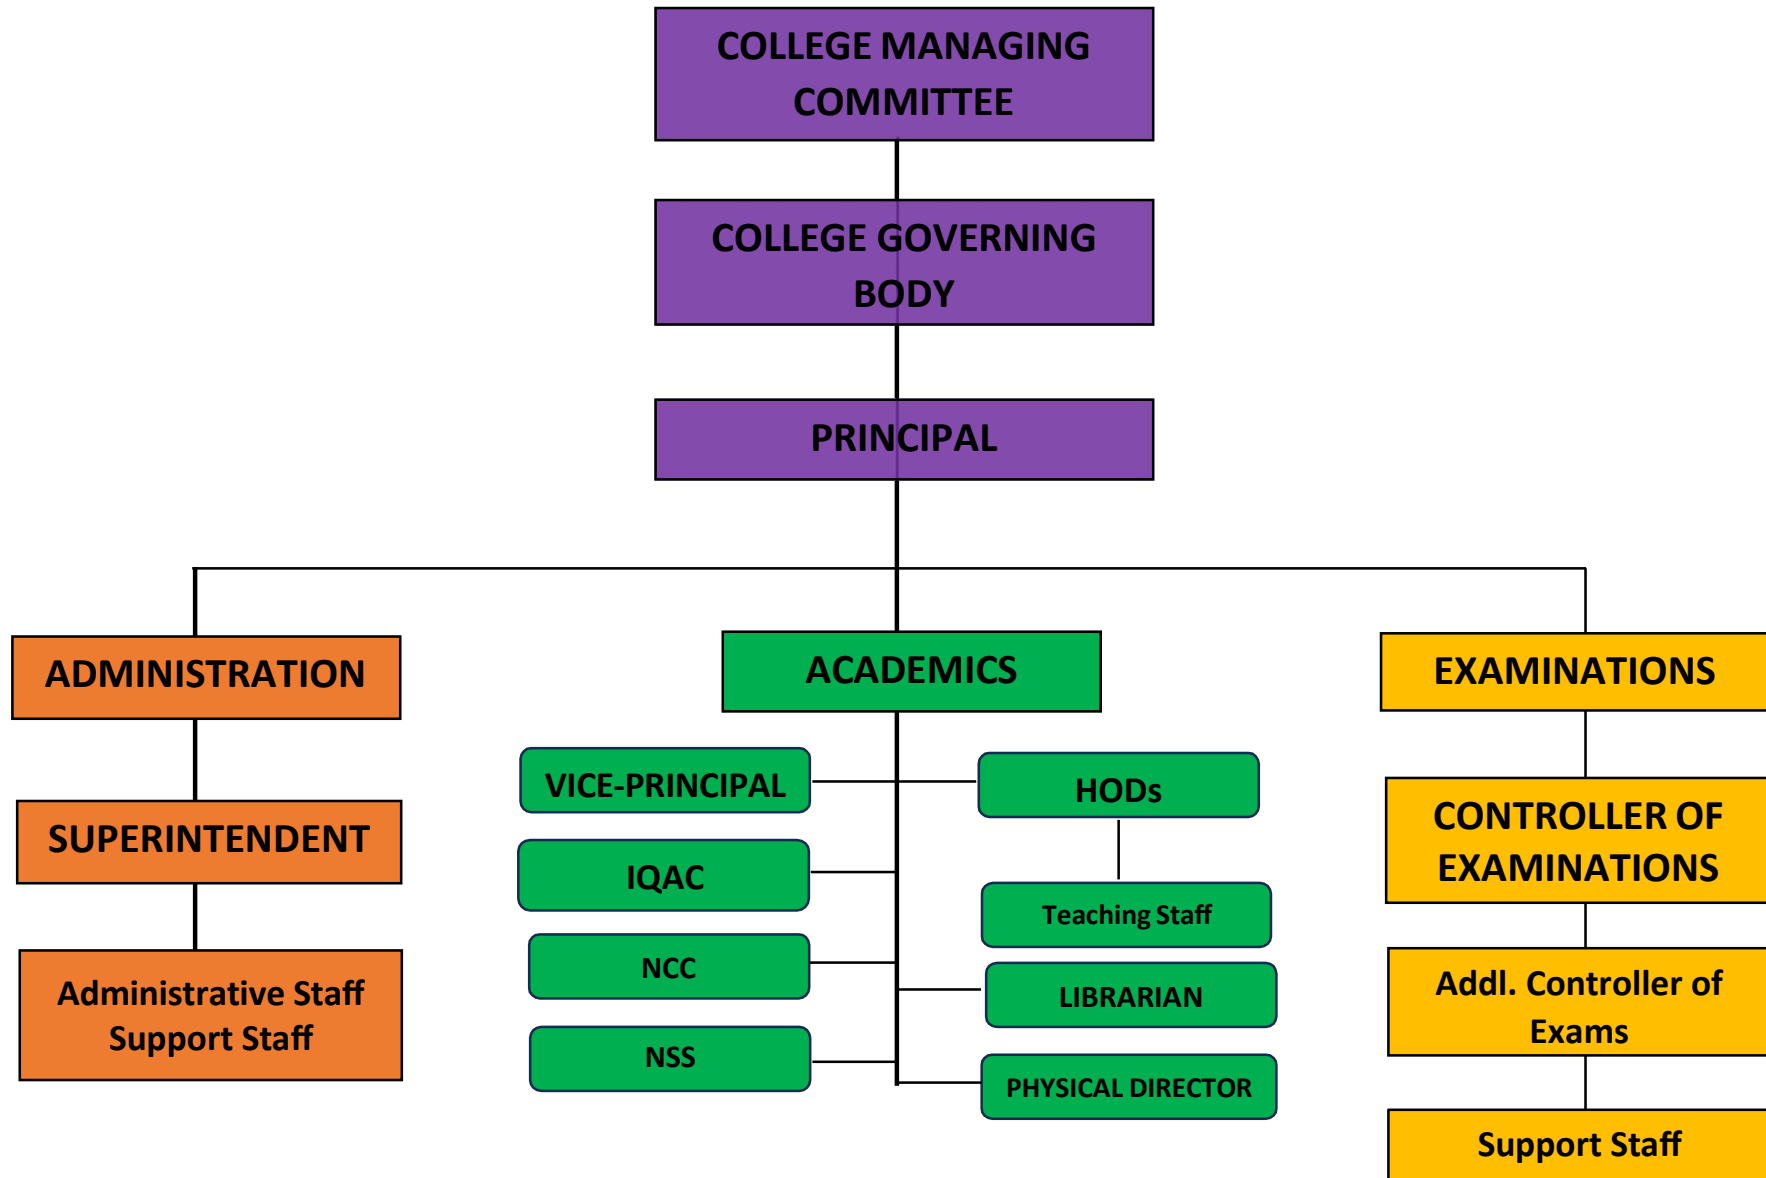 COLLEGE MANAGING
COMMITTEE
COLLEGE GOVERNING
BODY
PRINCIPAL
ADMINISTRATION
SUPERINTENDENT
Administrative Staff
Support Staff
ACADEMICS
VICE-PRINCIPAL
IQAC
NCC
NSS
HODs
Teaching Staff
LIBRARIAN
PHYSICAL DIRECTOR
EXAMINATIONS
CONTROLLER OF
EXAMINATIONS
Addl. Controller of
Exams
Support Staff